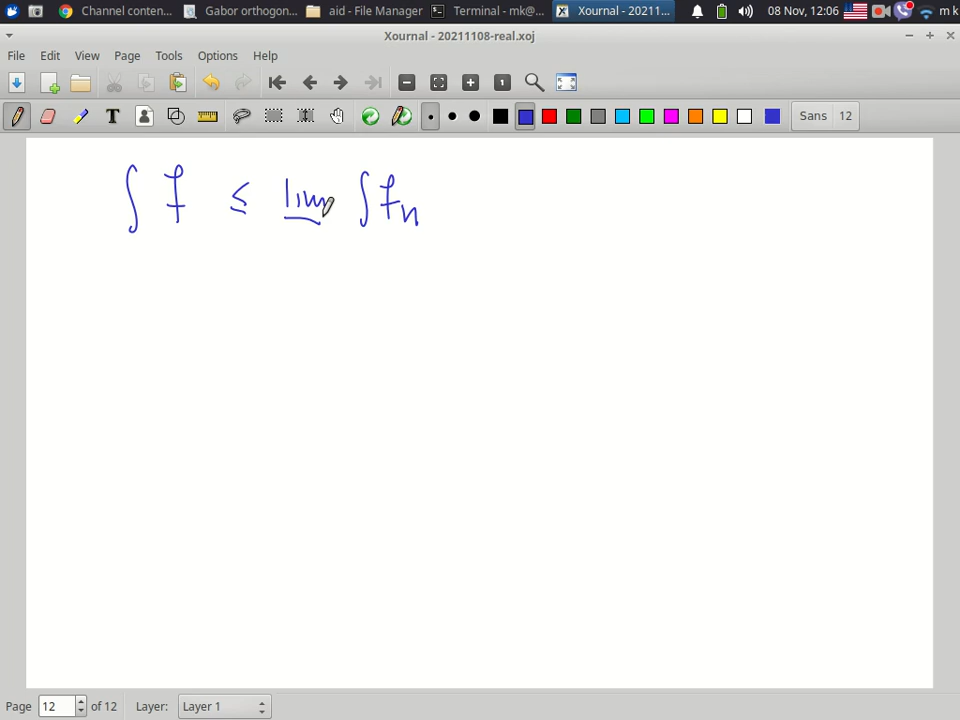 Channel conten... Gabor orthogon... aid - File Manager Terminal - mk@... Xournal - 20211... 08 Nov, 12:06 m k
Xournal - 20211108-real.xoj
File Edit View Page Tools Options Help
1
T Sans 12
∫ f ≤ <u>lim</u> ∫ fn
Page 12 of 12 Layer: Layer 1